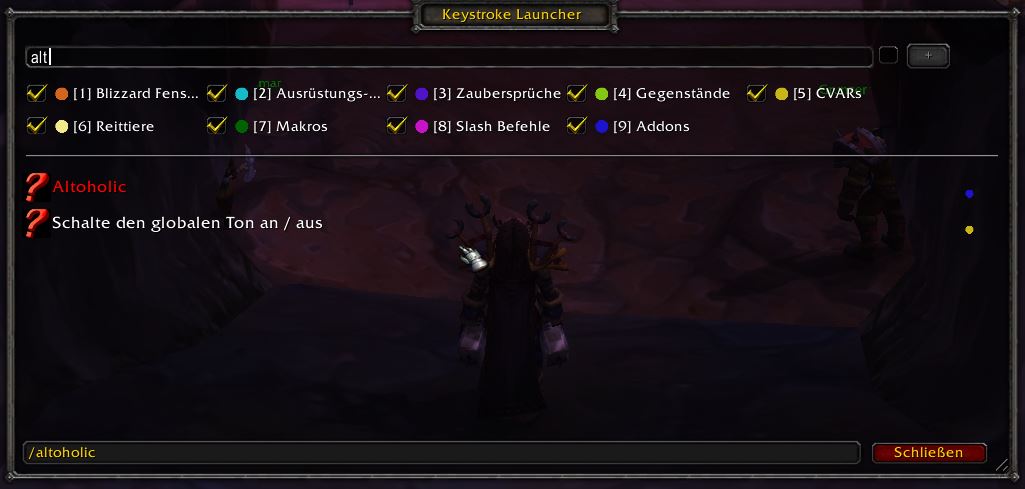 Keystroke Launcher
alt
+
[1] Blizzard Fens... [2] Ausrüstungs-... [3] Zaubersprüche [4] Gegenstände [5] CVARs
[6] Reittiere [7] Makros [8] Slash Befehle [9] Addons
Altoholic
Schalte den globalen Ton an / aus
/altoholic Schließen